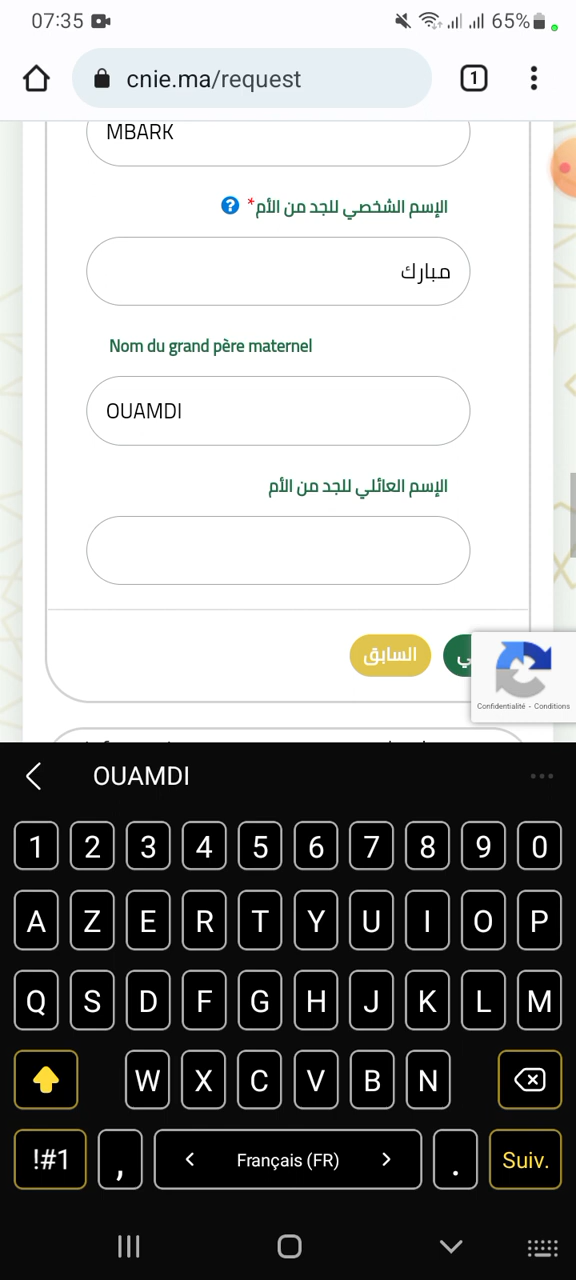 07:35
65%
cnie.ma/request
1
MBARK
الإسم الشخصي للجد من الأم*
?
مبارك
Nom du grand père maternel
OUAMDI
الإسم العائلي للجد من الأم
السابق
Confidentialité - Conditions
OUAMDI
1 2 3 4 5 6 7 8 9 0
A Z E R T Y U I O P
Q S D F G H J K L M
W X C V B N
!#1 , < Français (FR) > . Suiv.